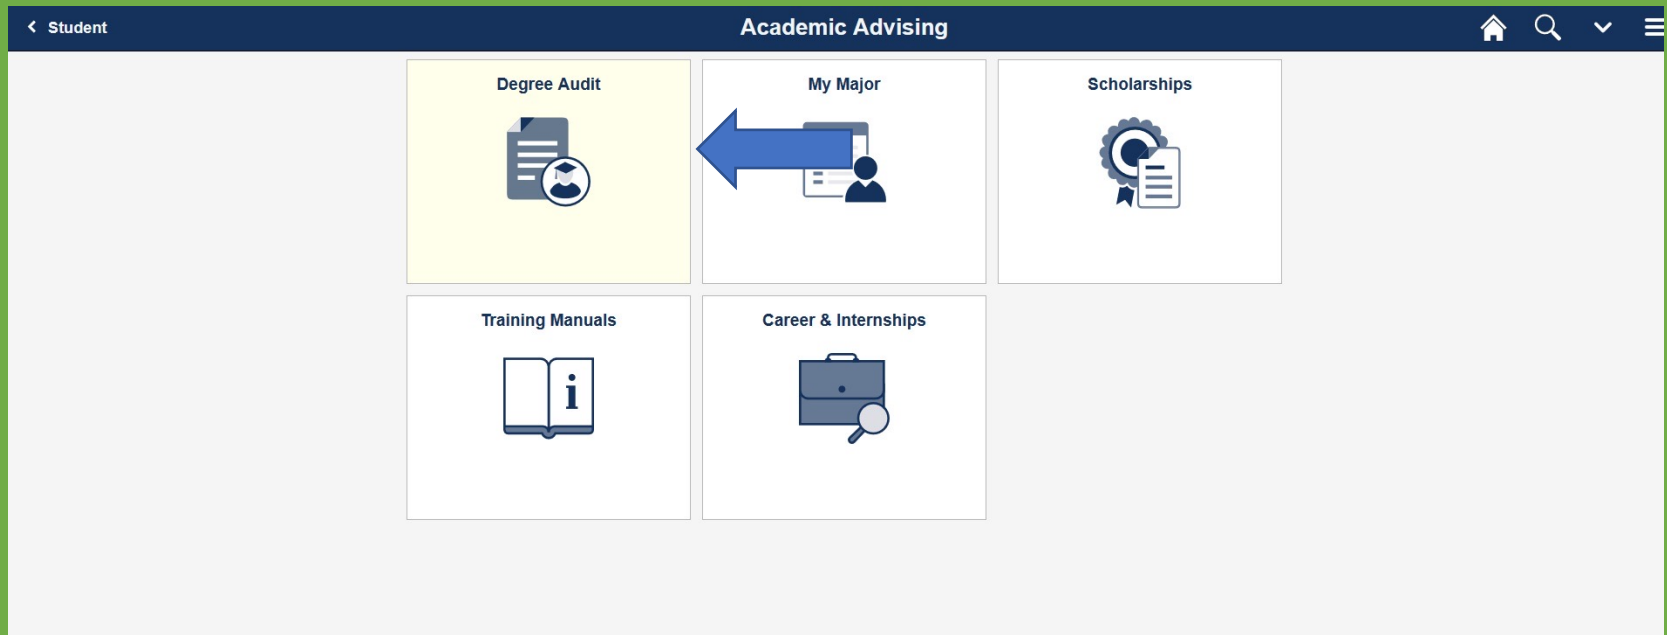 Student
Academic Advising
Degree Audit
My Major
Scholarships
Training Manuals
i
Career & Internships